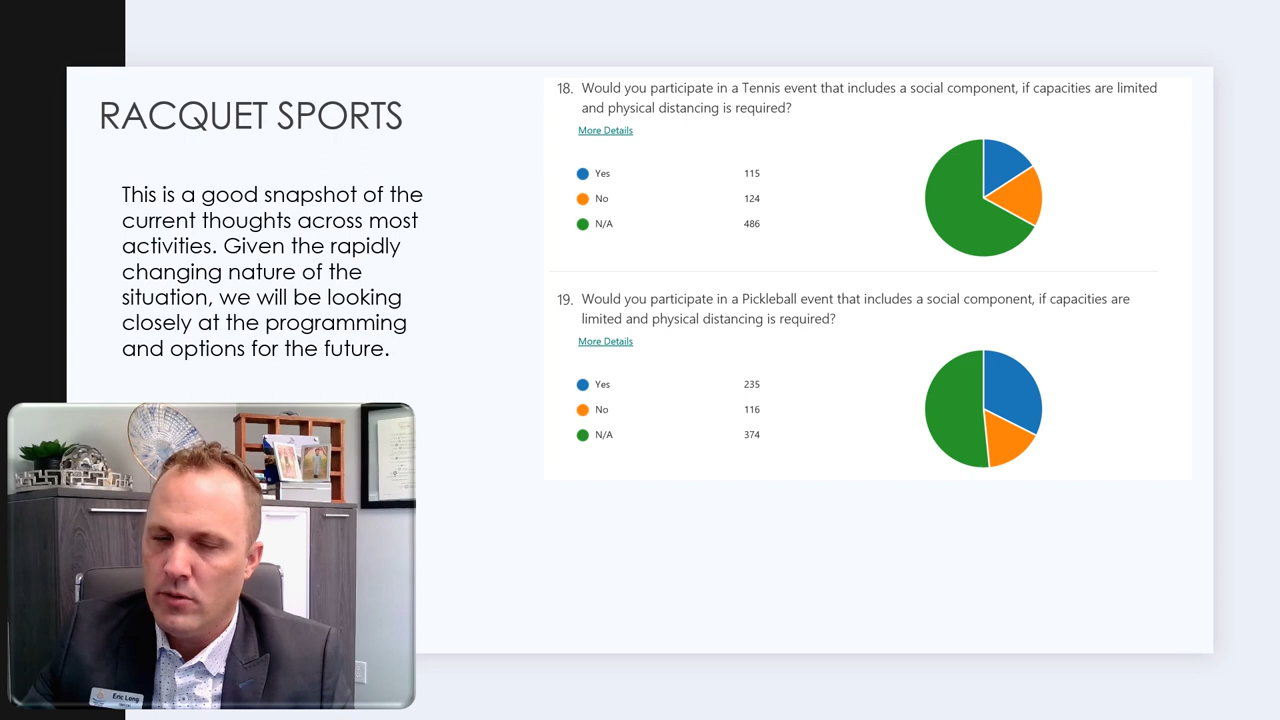 RACQUET SPORTS
This is a good snapshot of the
current thoughts across most
activities. Given the rapidly
changing nature of the
situation, we will be looking
closely at the programming
and options for the future.
18. Would you participate in a Tennis event that includes a social component, if capacities are limited
and physical distancing is required?
More Details
Yes 115
No 124
N/A 486
19. Would you participate in a Pickleball event that includes a social component, if capacities are
limited and physical distancing is required?
More Details
Yes 235
No 116
N/A 374
Eric Long